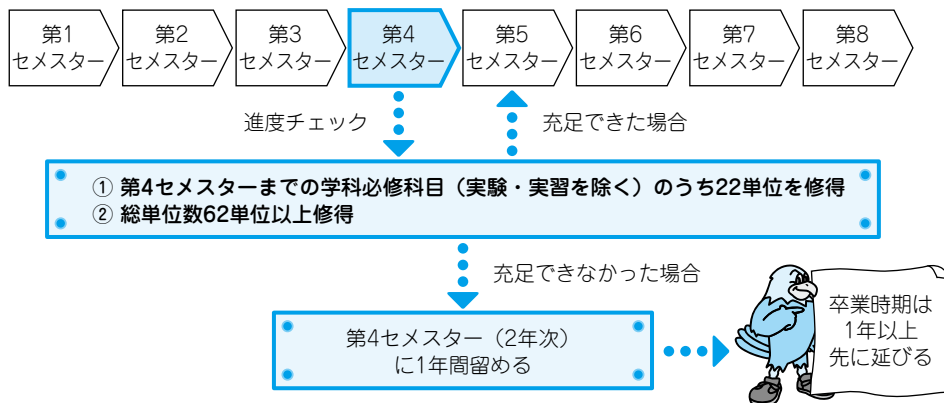 第1
セメスター
第2
セメスター
第3
セメスター
第4
セメスター
第5
セメスター
第6
セメスター
第7
セメスター
第8
セメスター
進度チェック
充足できた場合
① 第4セメスターまでの学科必修科目（実験・実習を除く）のうち22単位を修得
② 総単位数62単位以上修得
充足できなかった場合
第4セメスター（2年次）
に1年間留める
卒業時期は
1年以上
先に延びる